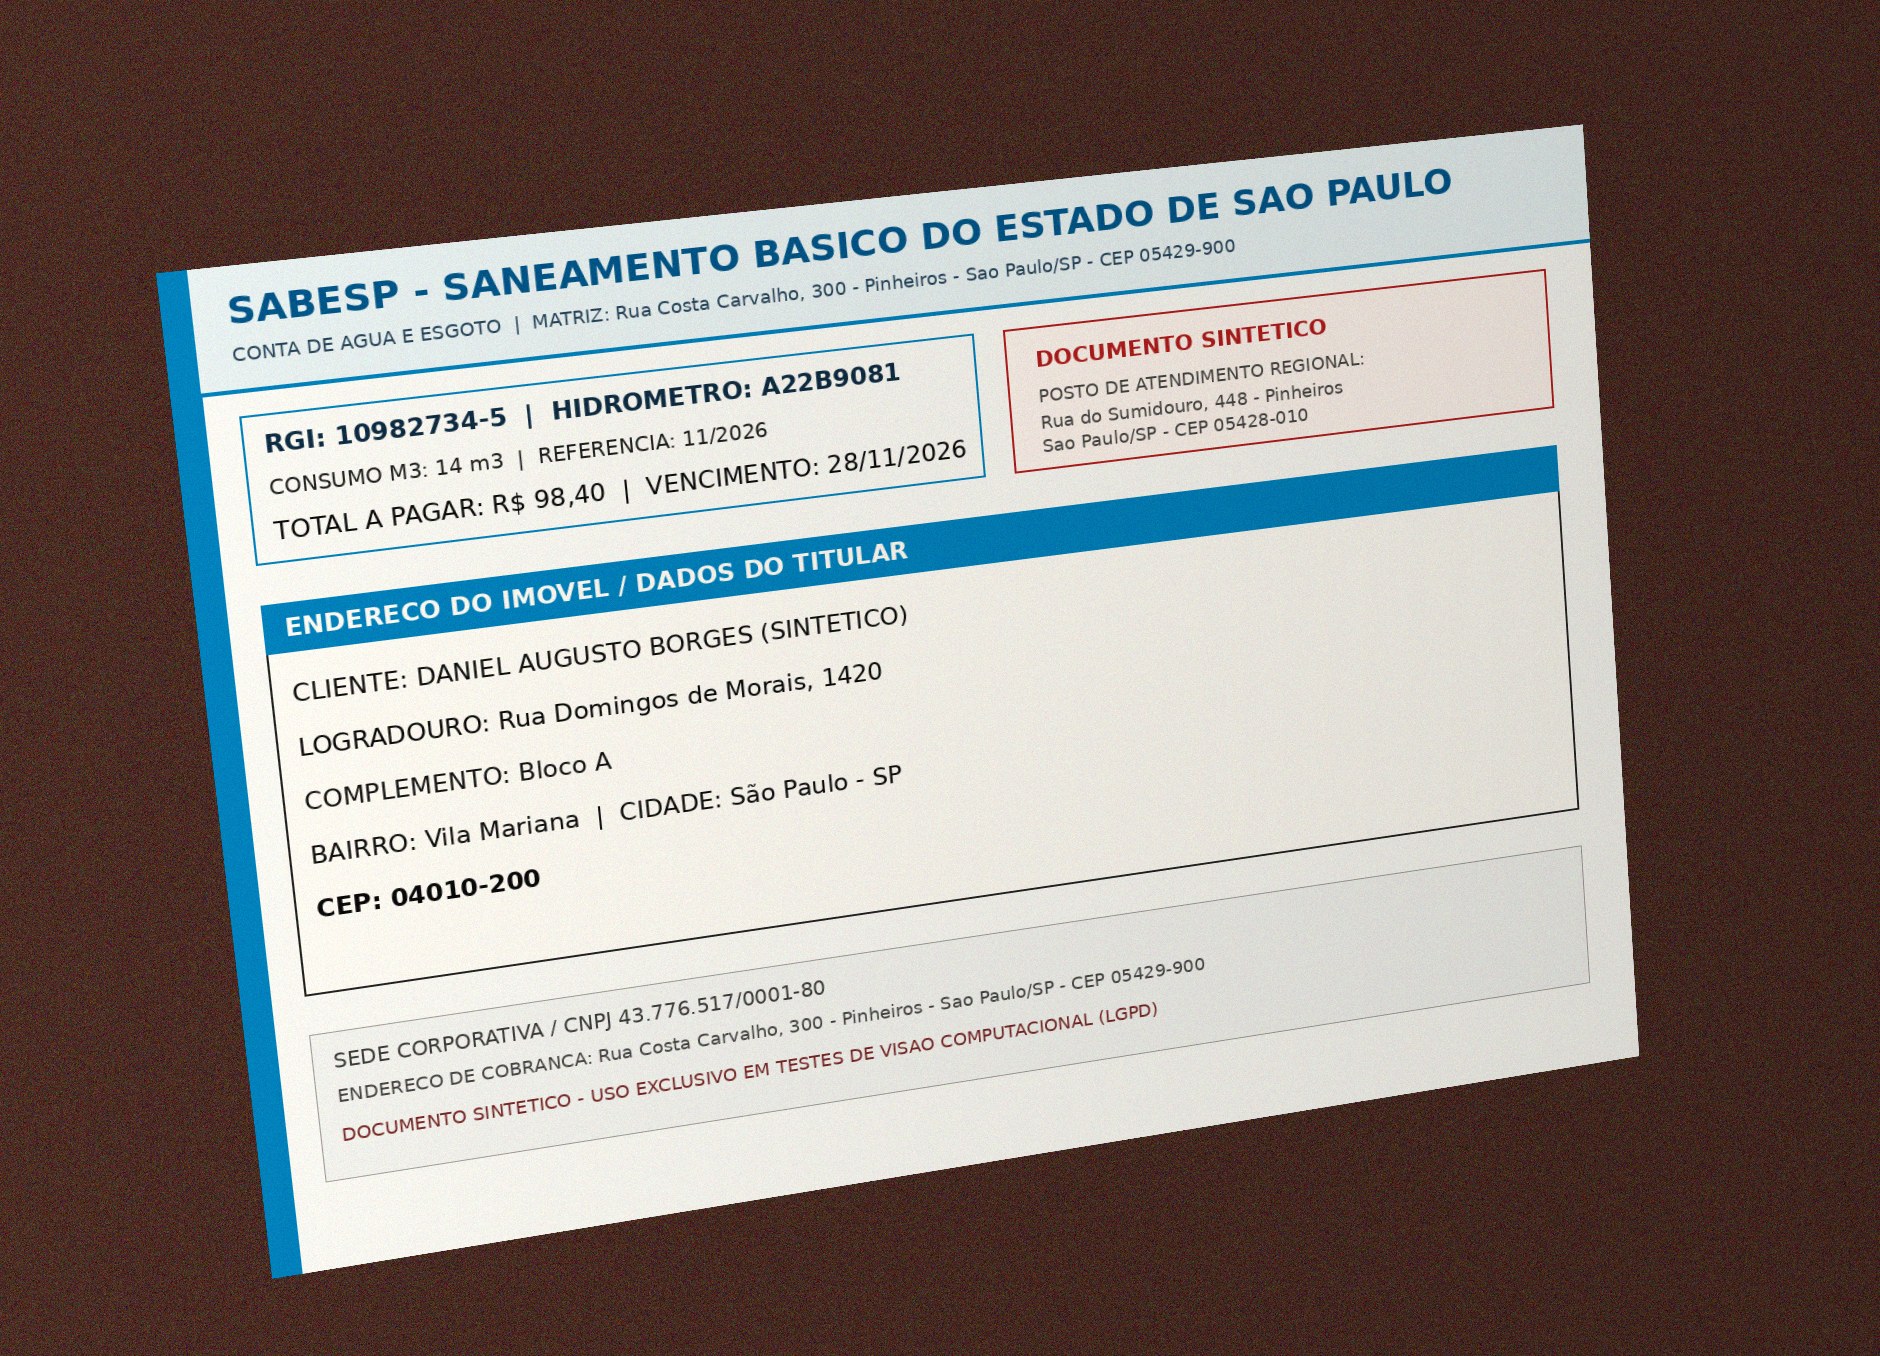 SABESP - SANEAMENTO BASICO DO ESTADO DE SAO PAULO
CONTA DE AGUA E ESGOTO | MATRIZ: Rua Costa Carvalho, 300 - Pinheiros - Sao Paulo/SP - CEP 05429-900
RGI: 10982734-5 | HIDROMETRO: A22B9081
CONSUMO M3: 14 m3 | REFERENCIA: 11/2026
TOTAL A PAGAR: R$ 98,40 | VENCIMENTO: 28/11/2026
DOCUMENTO SINTETICO
POSTO DE ATENDIMENTO REGIONAL:
Rua do Sumidouro, 448 - Pinheiros
Sao Paulo/SP - CEP 05428-010
ENDERECO DO IMOVEL / DADOS DO TITULAR
CLIENTE: DANIEL AUGUSTO BORGES (SINTETICO)
LOGRADOURO: Rua Domingos de Morais, 1420
COMPLEMENTO: Bloco A
BAIRRO: Vila Mariana | CIDADE: São Paulo - SP
CEP: 04010-200
SEDE CORPORATIVA / CNPJ 43.776.517/0001-80
ENDERECO DE COBRANCA: Rua Costa Carvalho, 300 - Pinheiros - Sao Paulo/SP - CEP 05429-900
DOCUMENTO SINTETICO - USO EXCLUSIVO EM TESTES DE VISAO COMPUTACIONAL (LGPD)